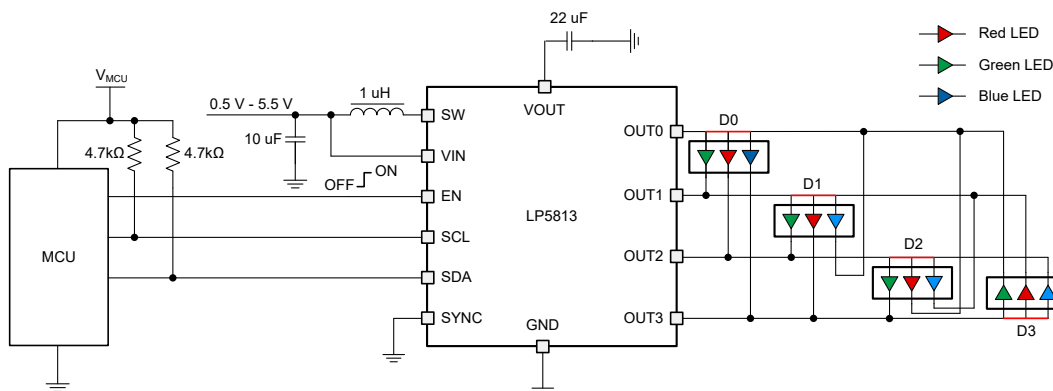 22 uF
Red LED
Green LED
Blue LED
VMCU
0.5 V - 5.5 V
1 uH
SW
VOUT
OUT0
D0
10 uF
4.7kΩ
4.7kΩ
VIN
OFF
ON
EN
OUT1
D1
LP5813
MCU
SCL
OUT2
D2
SDA
SYNC
GND
OUT3
D3